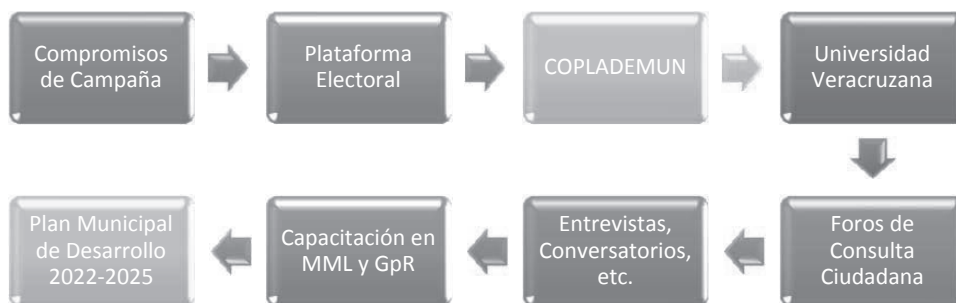 Compromisos
de Campaña
Plataforma
Electoral
COPLADEMUN
Universidad
Veracruzana
Foros de
Consulta
Ciudadana
Entrevistas,
Conversatorios,
etc.
Capacitación en
MML y GpR
Plan Municipal
de Desarrollo
2022-2025